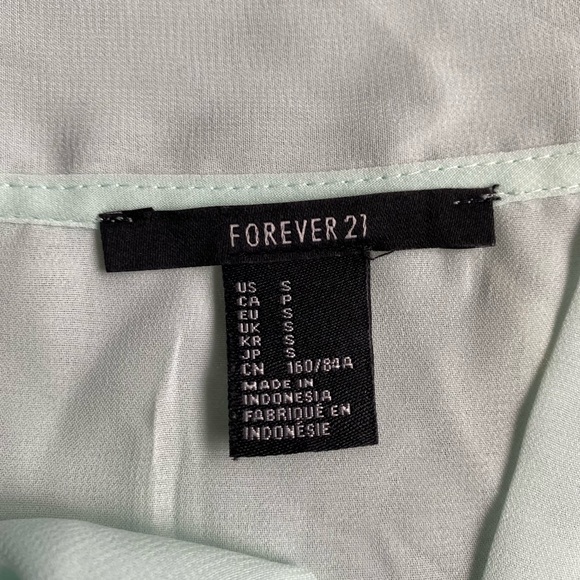 FOREVER 21
US S
CA P
EU S
UK S
KR S
JP S
CN 160/84A
MADE IN
INDONESIA
FABRIQUÉ EN
INDONÉSIE